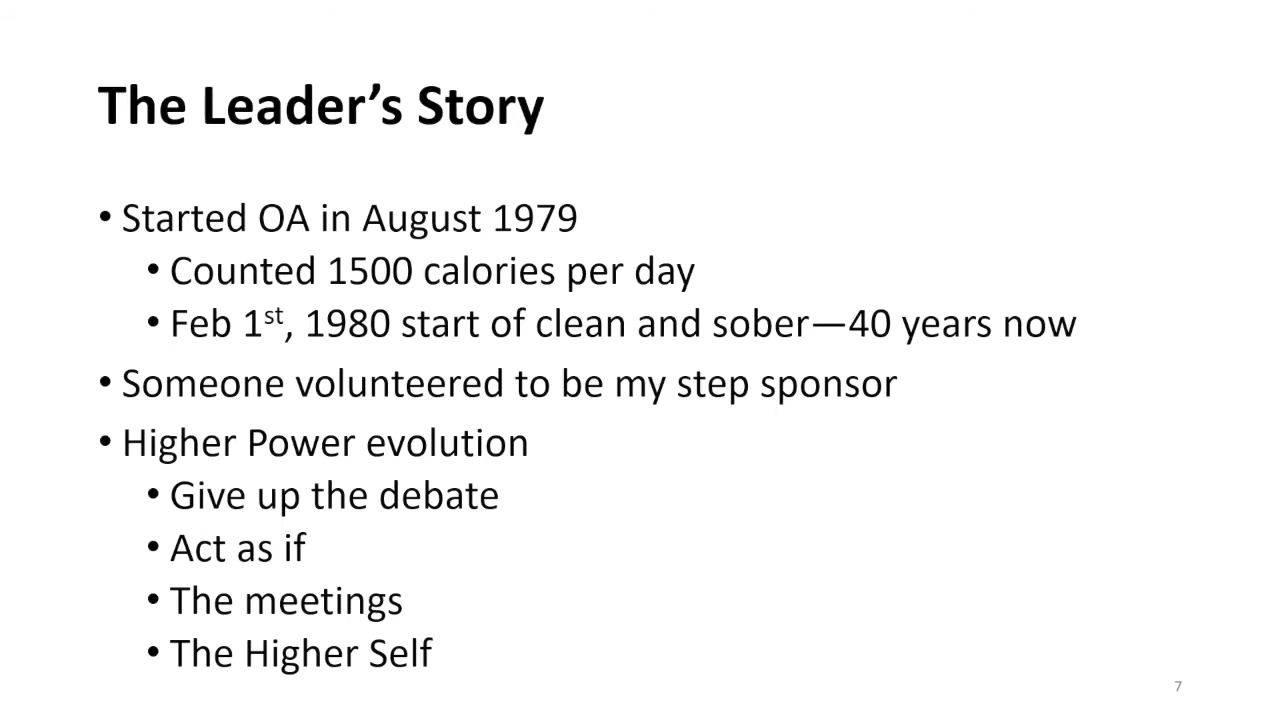 The Leader’s Story
• Started OA in August 1979
• Counted 1500 calories per day
• Feb 1st, 1980 start of clean and sober—40 years now
• Someone volunteered to be my step sponsor
• Higher Power evolution
• Give up the debate
• Act as if
• The meetings
• The Higher Self
7